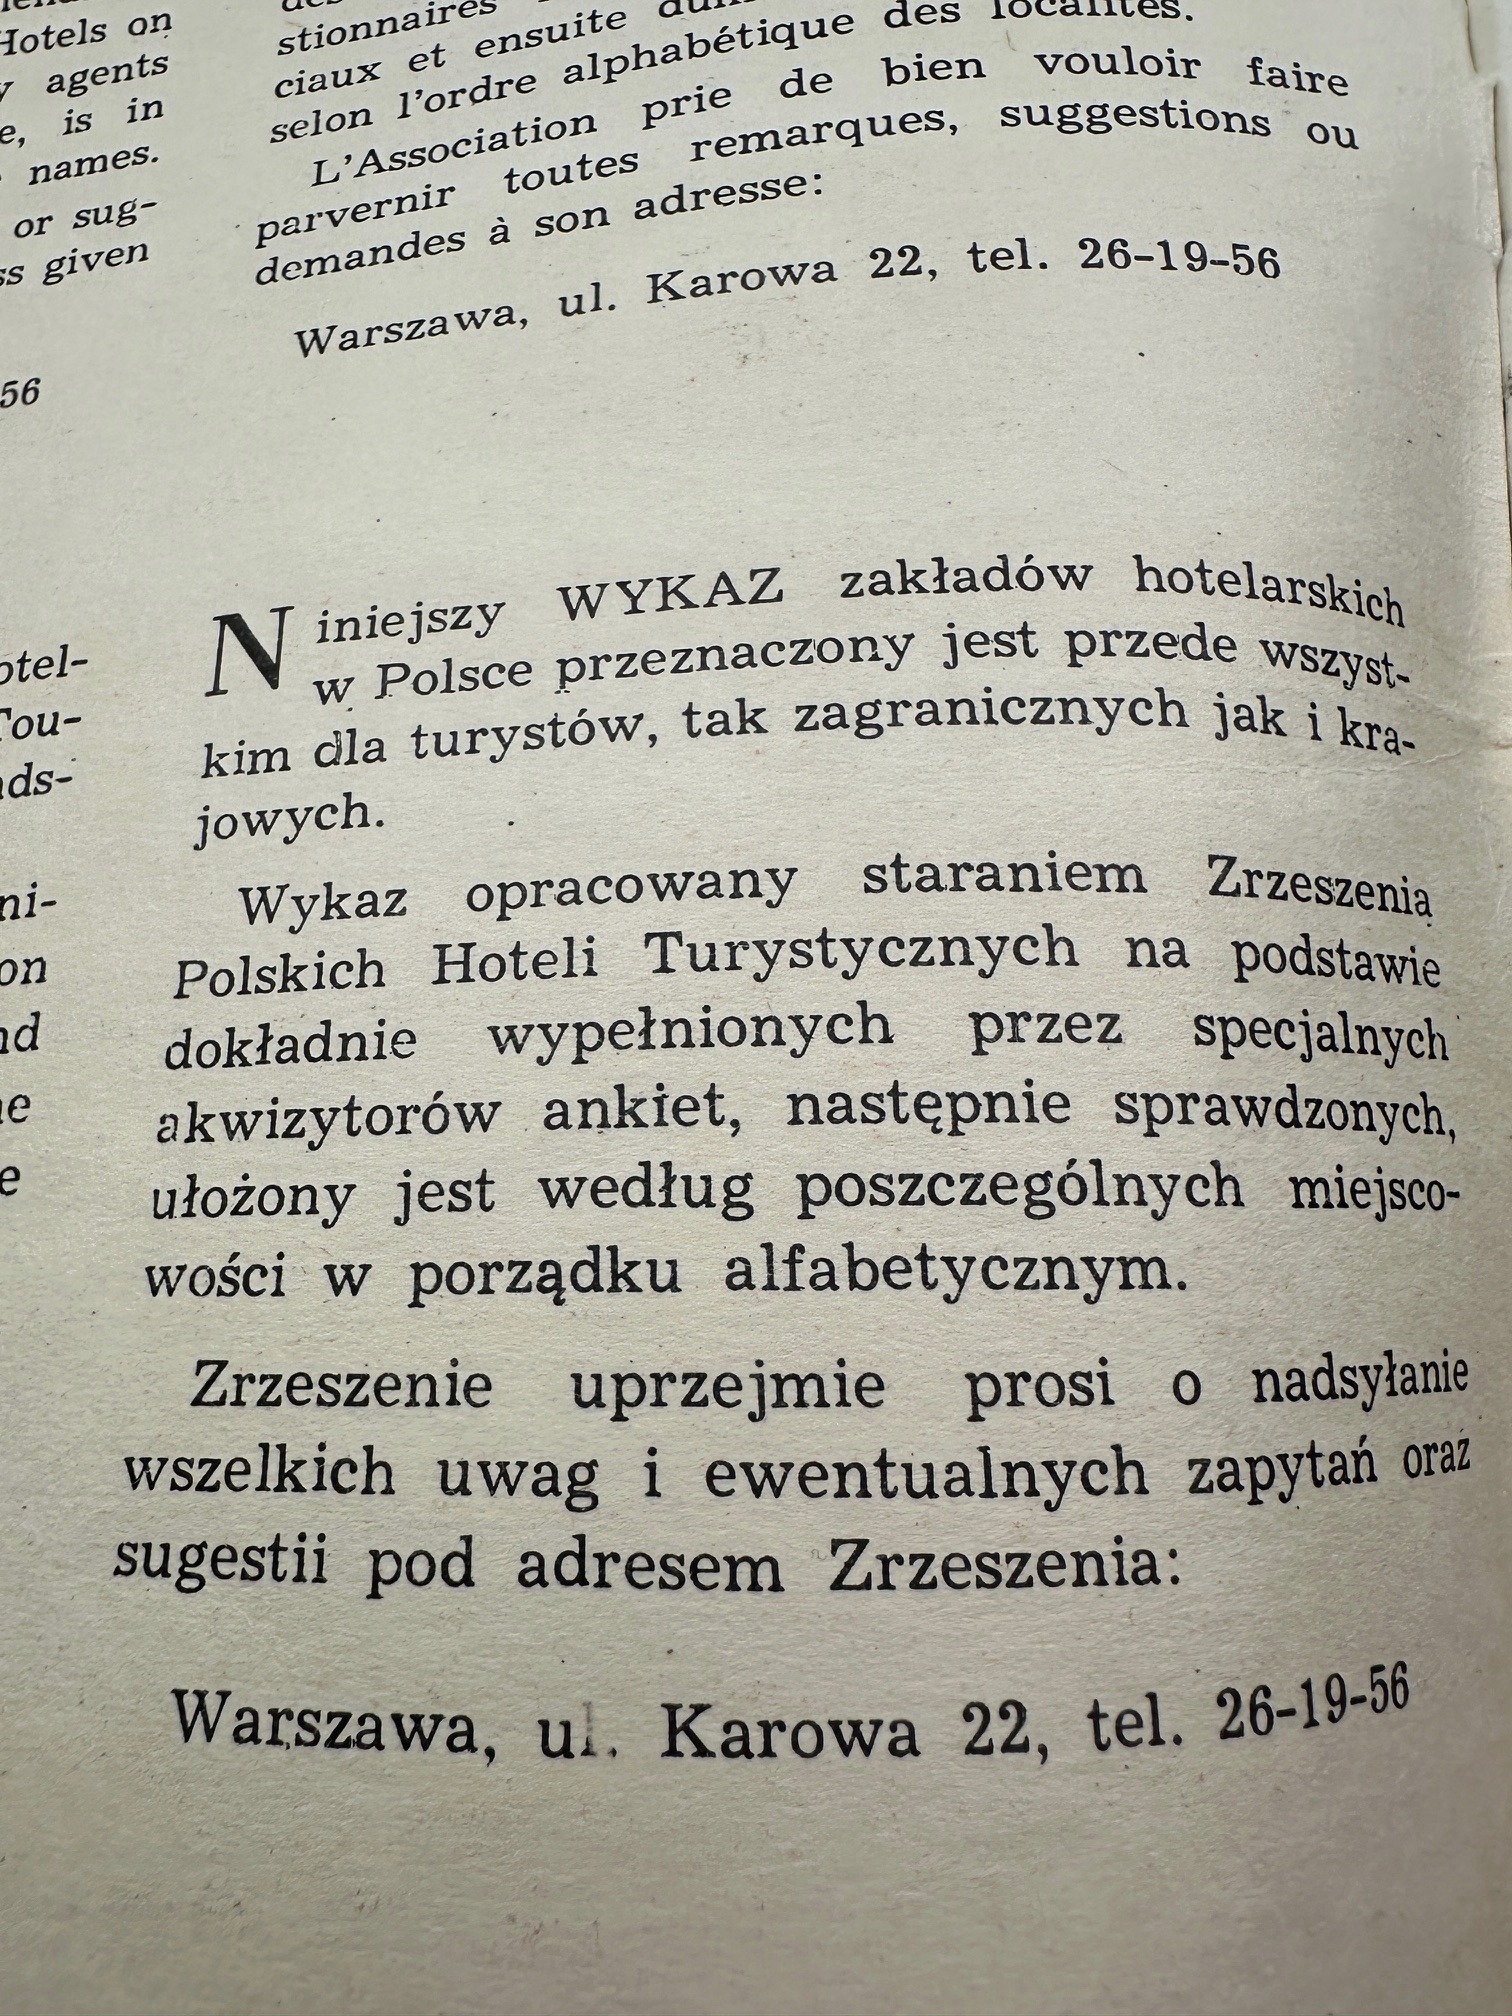 Hotels on
agents
is in
names.
or sug-
given
56
stionnaires
ciaux et ensuite
selon l'ordre alphabétique des localités.
L'Association prie de bien vouloir faire
parvernir toutes remarques, suggestions ou
demandes à son adresse:
Warszawa, ul. Karowa 22, tel. 26-19-56
Niniejszy WYKAZ zakładów hotelarskich
w Polsce przeznaczony jest przede wszyst-
kim dla turystów, tak zagranicznych jak i kra-
jowych.
Wykaz opracowany staraniem Zrzeszenia
Polskich Hoteli Turystycznych na podstawie
dokładnie wypełnionych przez specjalnych
akwizytorów ankiet, następnie sprawdzonych,
ułożony jest według poszczególnych miejsco-
wości w porządku alfabetycznym.
Zrzeszenie uprzejmie prosi o nadsyłanie
wszelkich uwag i ewentualnych zapytań oraz
sugestii pod adresem Zrzeszenia:
Warszawa, ul. Karowa 22, tel. 26-19-56